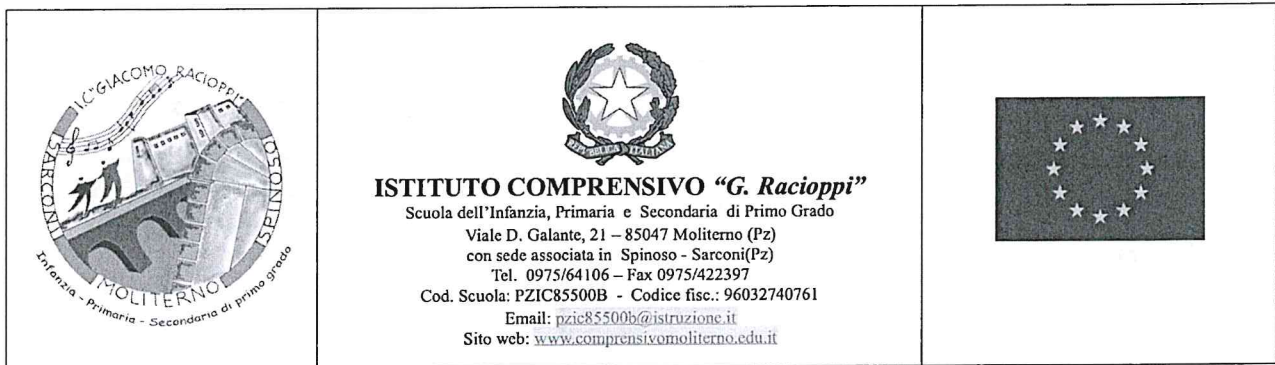 I.C. "GIACOMO RACIOPPI"
SARCONI
SPINOSO
MOLITERNO
Infanzia - Primaria - Secondaria di primo grado
REPVBBLICA ITALIANA
ISTITUTO COMPRENSIVO "G. Racioppi"
Scuola dell'Infanzia, Primaria e Secondaria di Primo Grado
Viale D. Galante, 21 – 85047 Moliterno (Pz)
con sede associata in Spinoso - Sarconi(Pz)
Tel. 0975/64106 – Fax 0975/422397
Cod. Scuola: PZIC85500B - Codice fisc.: 96032740761
Email: pzic85500b@istruzione.it
Sito web: www.comprensivomoliterno.edu.it